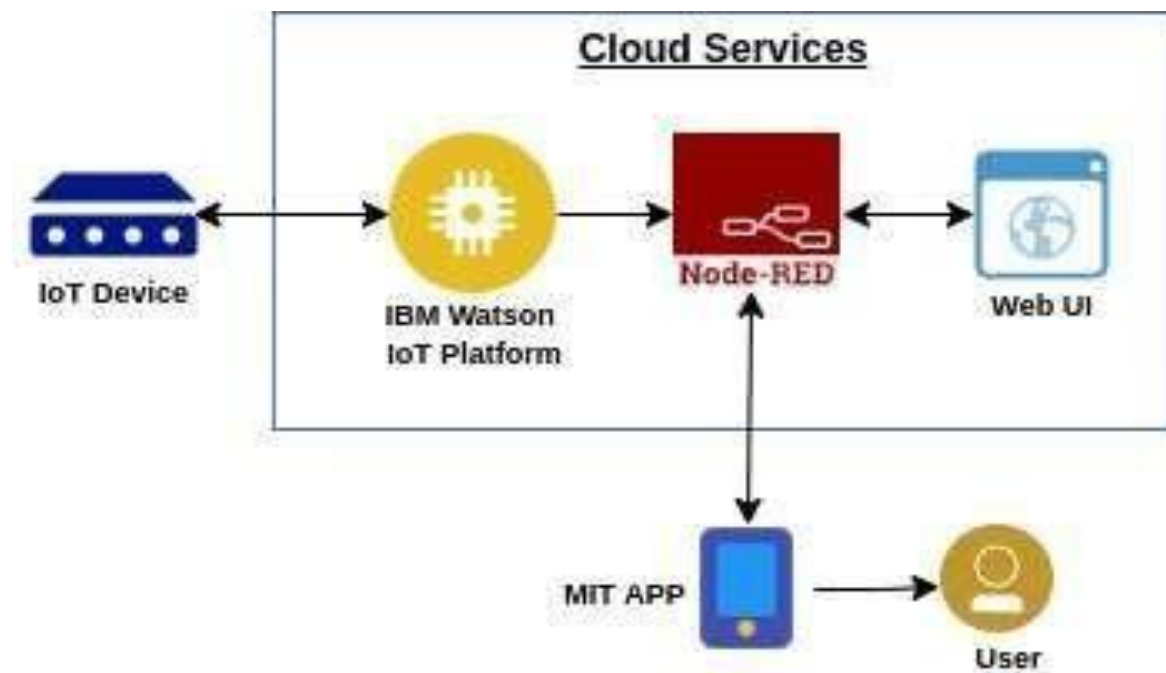 Cloud Services
IoT Device
IBM Watson
IoT Platform
Node-RED
Web UI
MIT APP
User